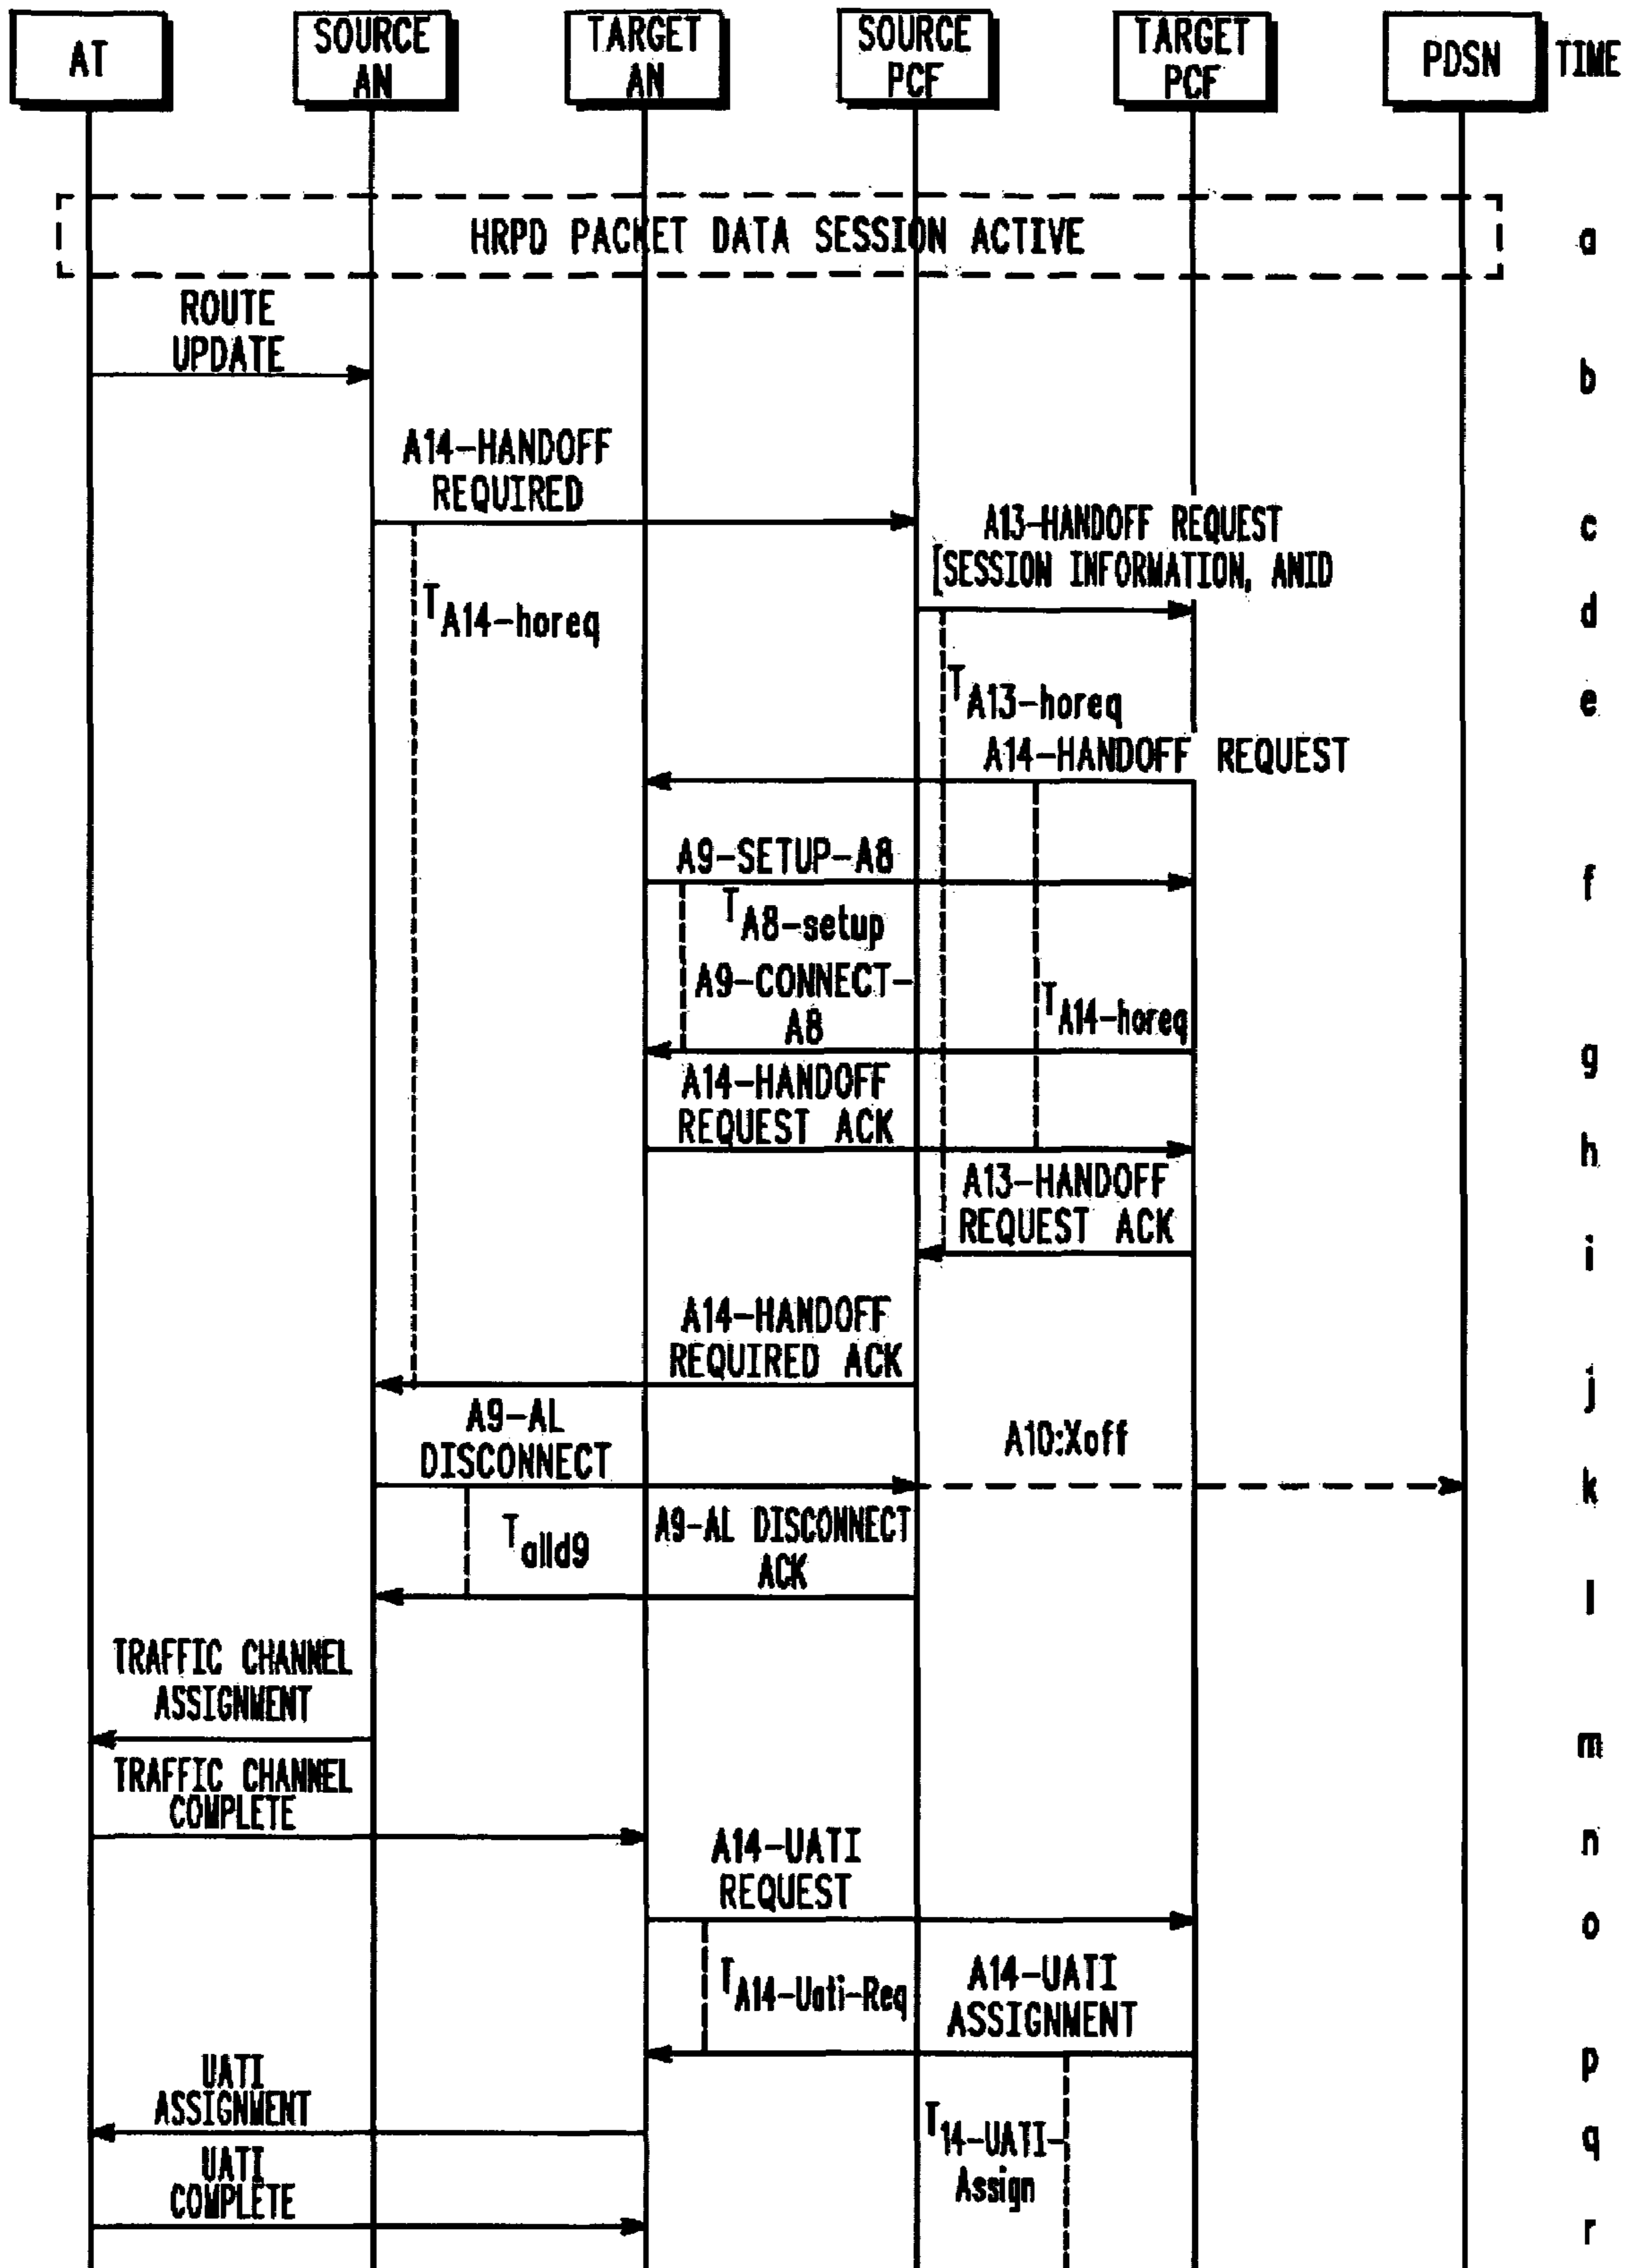 AT
SOURCE
AN
TARGET
AN
SOURCE
PCF
TARGET
PCF
PDSN
TIME
HRPD PACKET DATA SESSION ACTIVE
a
ROUTE
UPDATE
b
A14-HANDOFF
REQUIRED
c
A13-HANDOFF REQUEST
[SESSION INFORMATION, ANID
d
TA14-horeq
TA13-horeq
e
A14-HANDOFF REQUEST
A9-SETUP-A8
f
TA8-setup
A9-CONNECT-
A8
TA14-horeq
g
A14-HANDOFF
REQUEST ACK
h
A13-HANDOFF
REQUEST ACK
i
A14-HANDOFF
REQUIRED ACK
j
A9-AL
DISCONNECT
A10:Xoff
k
Talld9
A9-AL DISCONNECT
ACK
l
TRAFFIC CHANNEL
ASSIGNMENT
m
TRAFFIC CHANNEL
COMPLETE
n
A14-UATI
REQUEST
o
TA14-Uati-Req
A14-UATI
ASSIGNMENT
p
UATI
ASSIGNMENT
q
T14-UATI-
Assign
UATI
COMPLETE
r